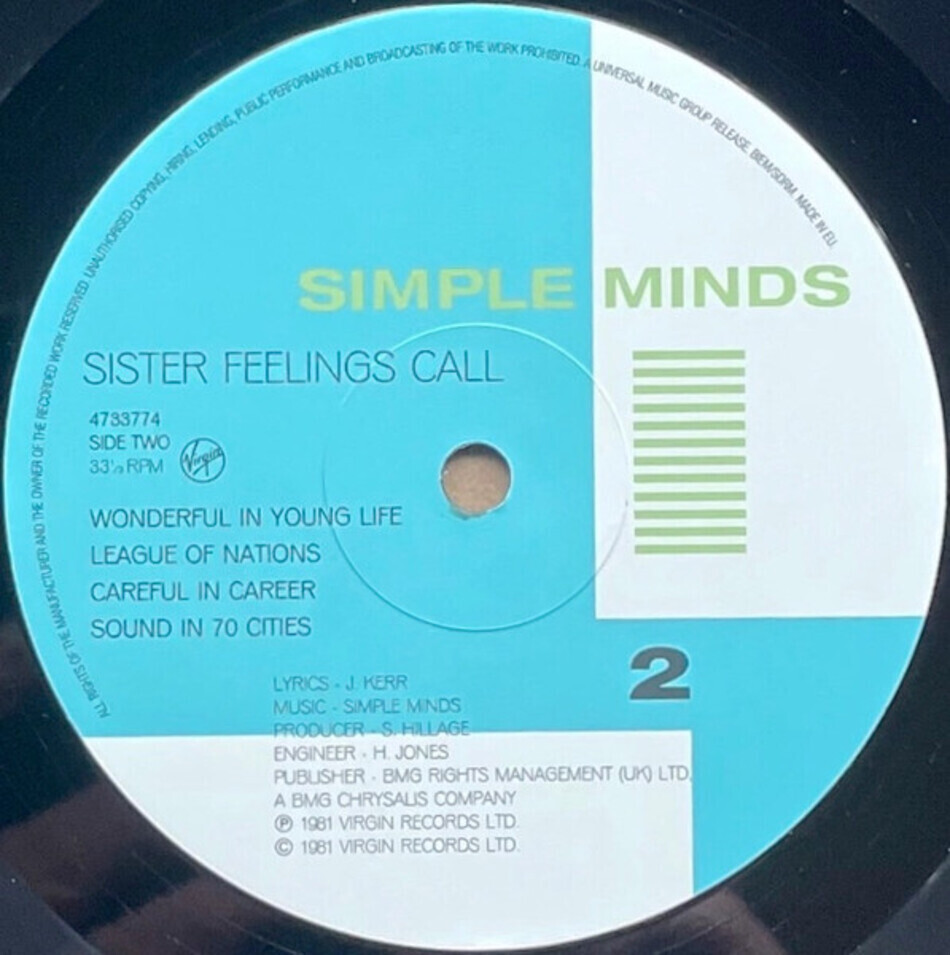 ALL RIGHTS OF THE MANUFACTURER AND THE OWNER OF THE RECORDED WORK RESERVED. UNAUTHORISED COPYING, HIRING, LENDING, PUBLIC PERFORMANCE AND BROADCASTING OF THE WORK PROHIBITED. A UNIVERSAL MUSIC GROUP RELEASE. BIEM/SDRM. MADE IN EU.
SIMPLE MINDS
SISTER FEELINGS CALL
4733774
SIDE TWO
33⅓ RPM
Virgin
WONDERFUL IN YOUNG LIFE
LEAGUE OF NATIONS
CAREFUL IN CAREER
SOUND IN 70 CITIES
2
LYRICS - J. KERR
MUSIC - SIMPLE MINDS
PRODUCER - S. HILLAGE
ENGINEER - H. JONES
PUBLISHER - BMG RIGHTS MANAGEMENT (UK) LTD,
A BMG CHRYSALIS COMPANY
℗ 1981 VIRGIN RECORDS LTD.
© 1981 VIRGIN RECORDS LTD.